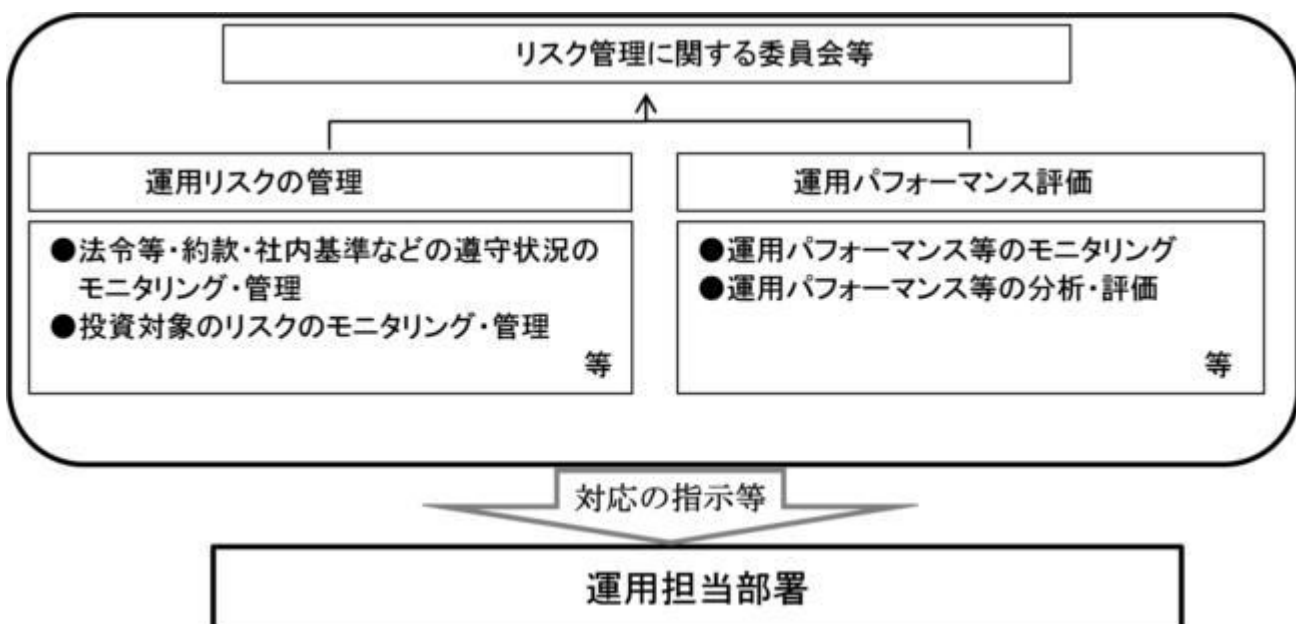 リスク管理に関する委員会等
運用リスクの管理
●法令等・約款・社内基準などの遵守状況の
モニタリング・管理
●投資対象のリスクのモニタリング・管理
等
運用パフォーマンス評価
●運用パフォーマンス等のモニタリング
●運用パフォーマンス等の分析・評価
等
対応の指示等
運用担当部署